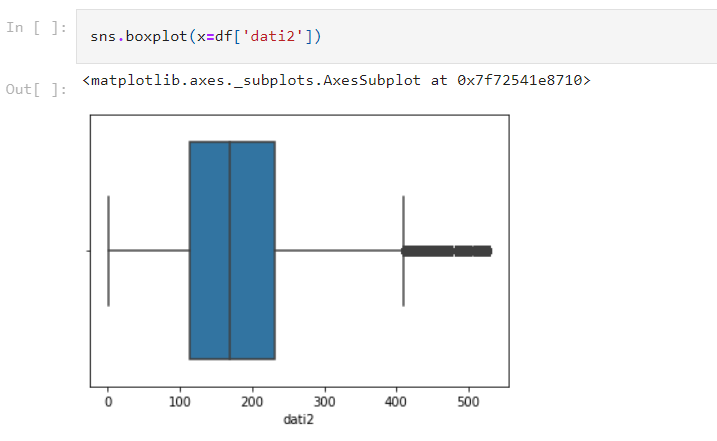 In [ ]:
sns.boxplot(x=df['dati2'])
<matplotlib.axes._subplots.AxesSubplot at 0x7f72541e8710>
Out[ ]:
0 100 200 300 400 500
dati2